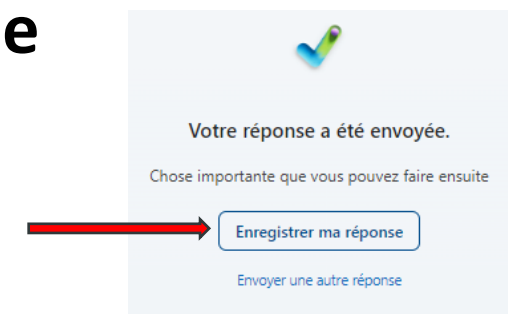 e
Votre réponse a été envoyée.
Chose importante que vous pouvez faire ensuite
Enregistrer ma réponse
Envoyer une autre réponse